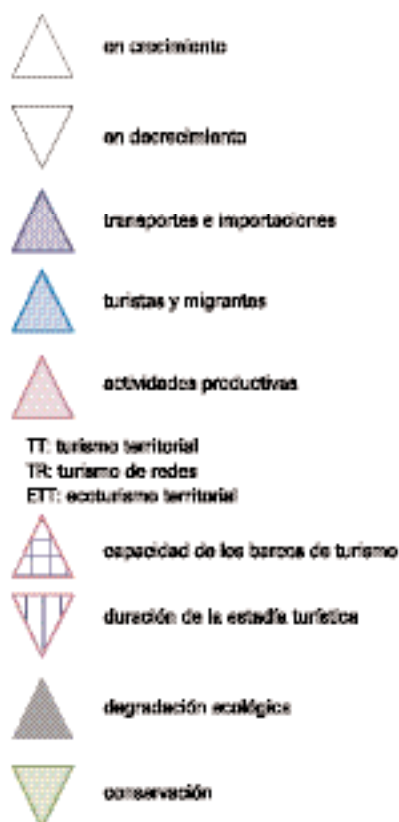 en crecimiento
en decrecimiento
transportes e importaciones
turistas y migrantes
actividades productivas
TT: turismo territorial
TR: turismo de redes
ETT: ecoturismo territorial
capacidad de los barcos de turismo
duración de la estadía turística
degradación ecológica
conservación